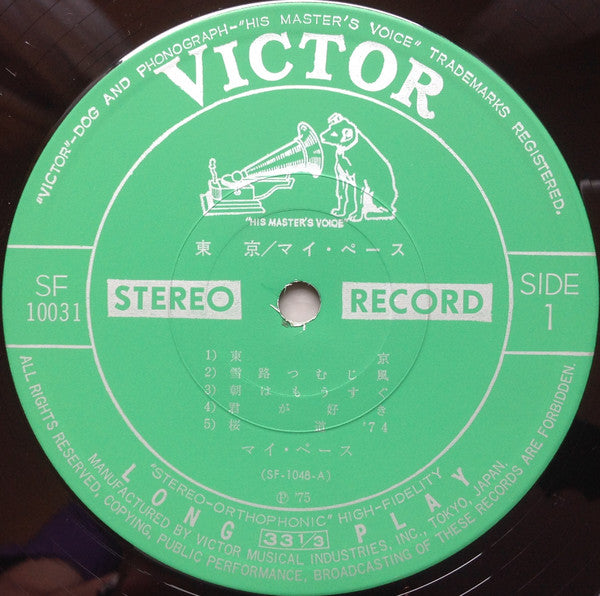 "VICTOR"-DOG AND PHONOGRAPH-"HIS MASTER'S VOICE" TRADEMARKS REGISTERED.
VICTOR
"HIS MASTER'S VOICE"
東京/マイ・ペース
SF
10031
STEREO RECORD
SIDE
1
1) 東京
2) 雪路つむじ風
3) 朝はもうすぐ
4) 君が好き
5) 桜道'74
マイ・ペース
(SF-1048-A)
Ⓟ '75
"STEREO-ORTHOPHONIC" HIGH-FIDELITY
LONG 33 1/3 PLAY
MANUFACTURED BY VICTOR MUSICAL INDUSTRIES, INC., TOKYO, JAPAN.
ALL RIGHTS RESERVED, COPYING, PUBLIC PERFORMANCE, BROADCASTING OF THESE RECORDS ARE FORBIDDEN.